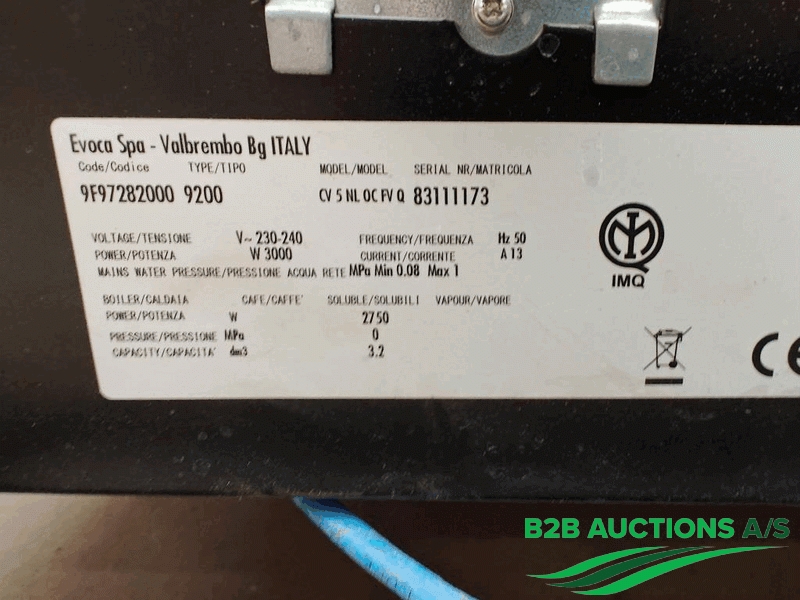 Evoca Spa - Valbrembo Bg ITALY
Code/Codice TYPE/TIPO MODEL/MODEL SERIAL NR/MATRICOLA
9F97282000 9200 CV 5 NL OC FV Q 83111173
VOLTAGE/TENSIONE V~ 230-240 FREQUENCY/FREQUENZA Hz 50
POWER/POTENZA W 3000 CURRENT/CORRENTE A 13
MAINS WATER PRESSURE/PRESSIONE ACQUA RETE MPa Min 0.08 Max 1
BOILER/CALDAIA CAFE/CAFFE' SOLUBLE/SOLUBILI VAPOUR/VAPORE
POWER/POTENZA W 2750
PRESSURE/PRESSIONE MPa 0
CAPACITY/CAPACITA' dm3 3.2
IMQ
CE
B2B AUCTIONS A/S